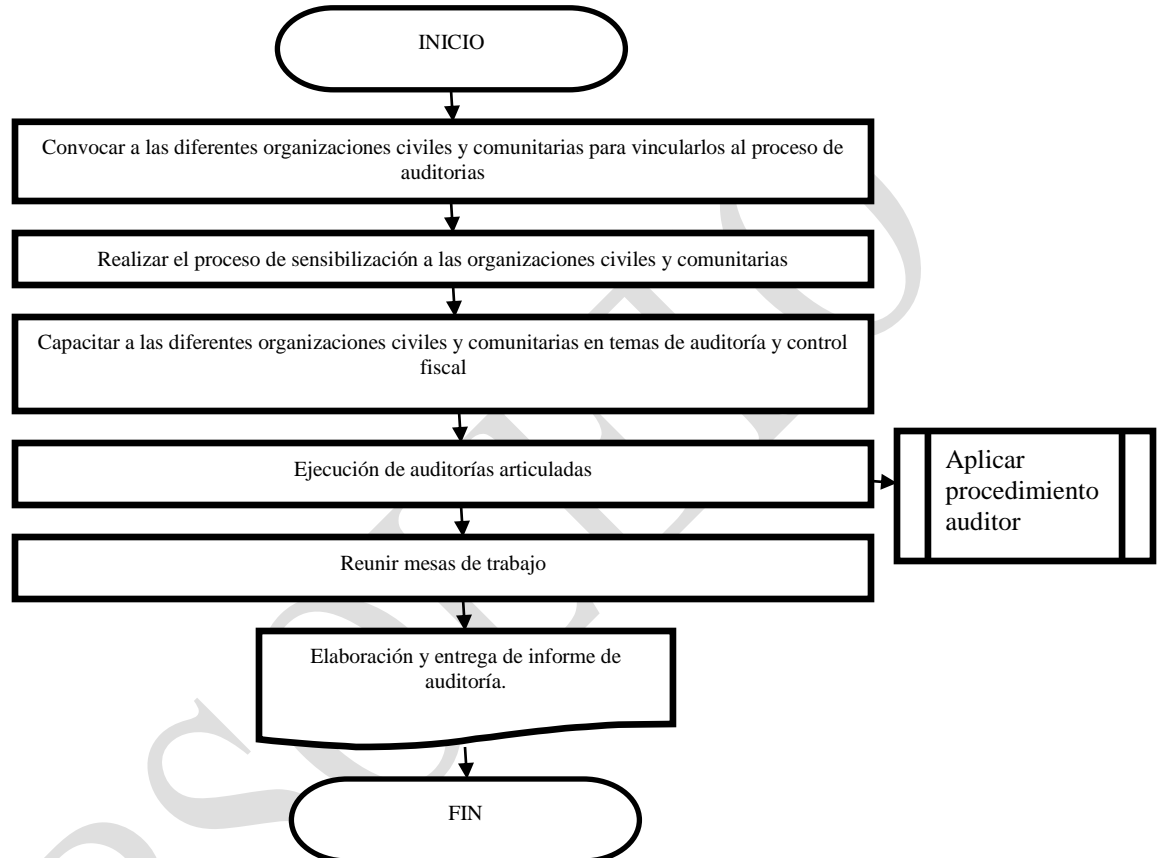 INICIO
Convocar a las diferentes organizaciones civiles y comunitarias para vincularlos al proceso de
auditorias
Realizar el proceso de sensibilización a las organizaciones civiles y comunitarias
Capacitar a las diferentes organizaciones civiles y comunitarias en temas de auditoría y control
fiscal
Ejecución de auditorías articuladas
Aplicar
procedimiento
auditor
Reunir mesas de trabajo
Elaboración y entrega de informe de
auditoría.
FIN